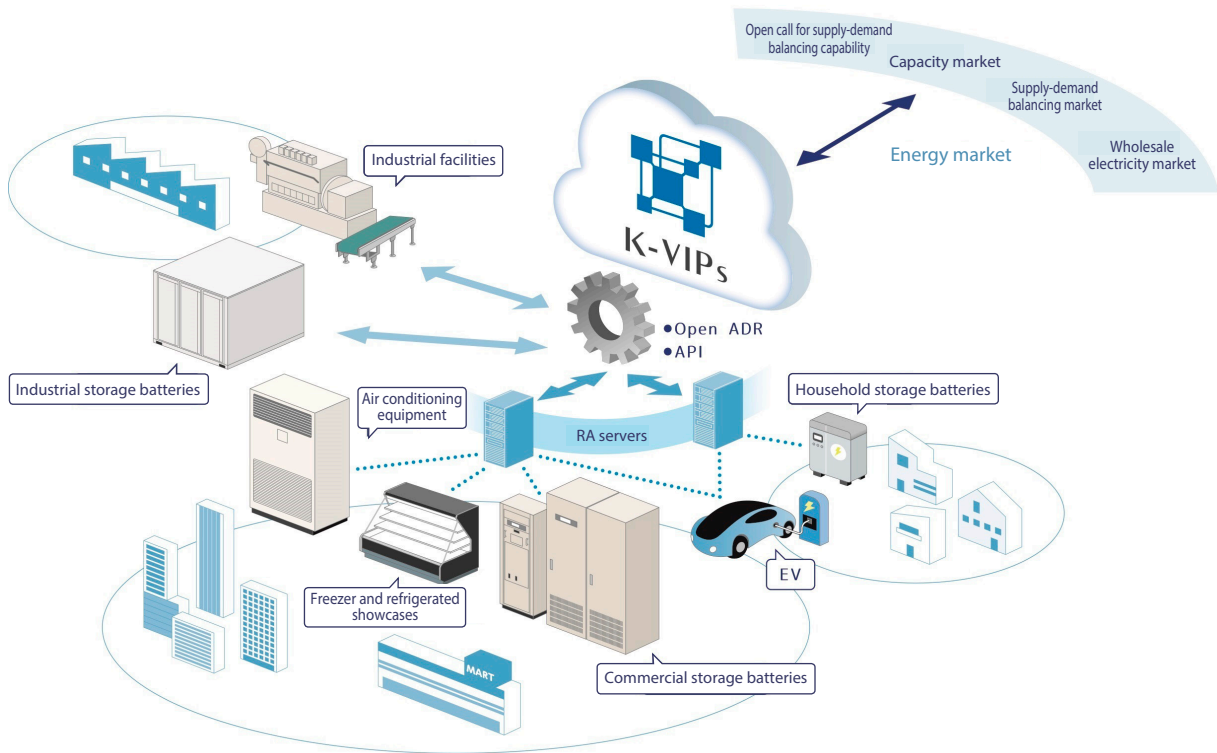 Open call for supply-demand
balancing capability
Capacity market
Supply-demand
balancing market
Wholesale
electricity market
Energy market
K-VIPs
Industrial facilities
•Open ADR
•API
Industrial storage batteries
Air conditioning
equipment
RA servers
Household storage batteries
EV
Freezer and refrigerated
showcases
MART
Commercial storage batteries